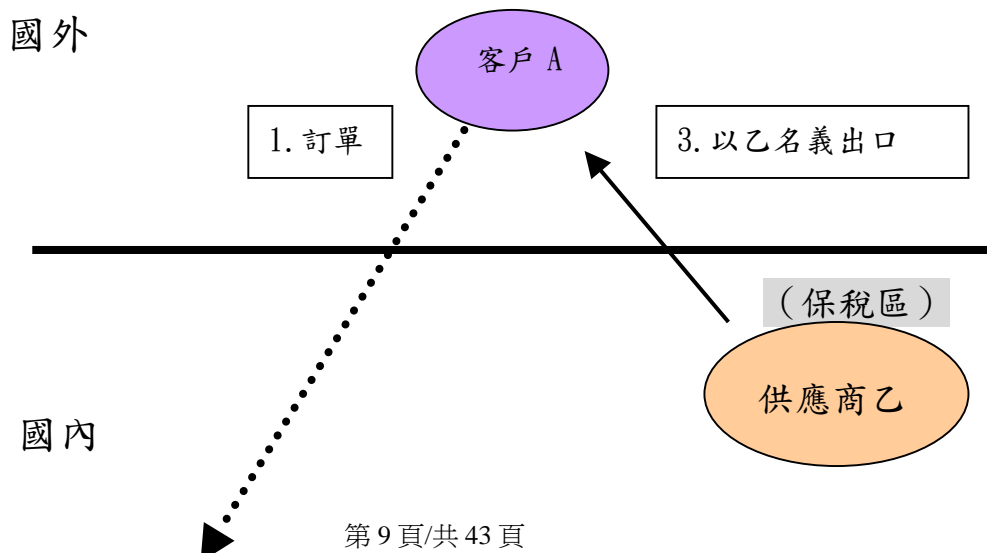 國外
客戶 A
1.訂單
3.以乙名義出口
（保稅區）
供應商乙
國內
第 9 頁/共 43 頁